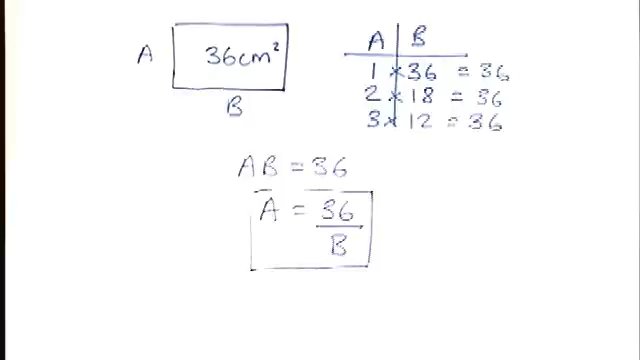 A 36cm²
B
A B
1 × 36 = 36
2 × 18 = 36
3 × 12 = 36
AB = 36
A = 36/B